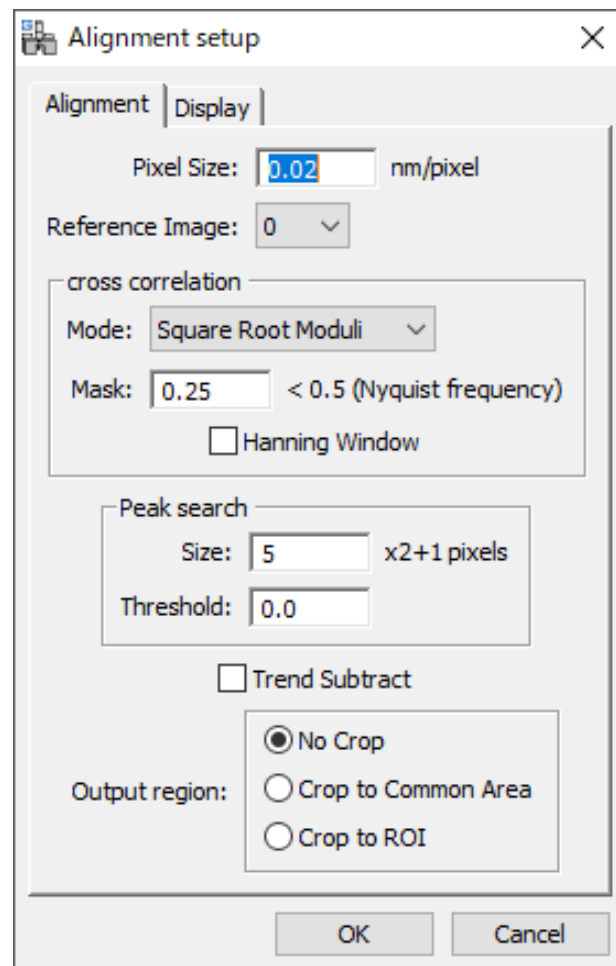 Alignment setup
Alignment Display
Pixel Size: 0.02 nm/pixel
Reference Image: 0
cross correlation
Mode: Square Root Moduli
Mask: 0.25 < 0.5 (Nyquist frequency)
Hanning Window
Peak search
Size: 5 x2+1 pixels
Threshold: 0.0
Trend Subtract
No Crop
Output region: Crop to Common Area
Crop to ROI
OK Cancel